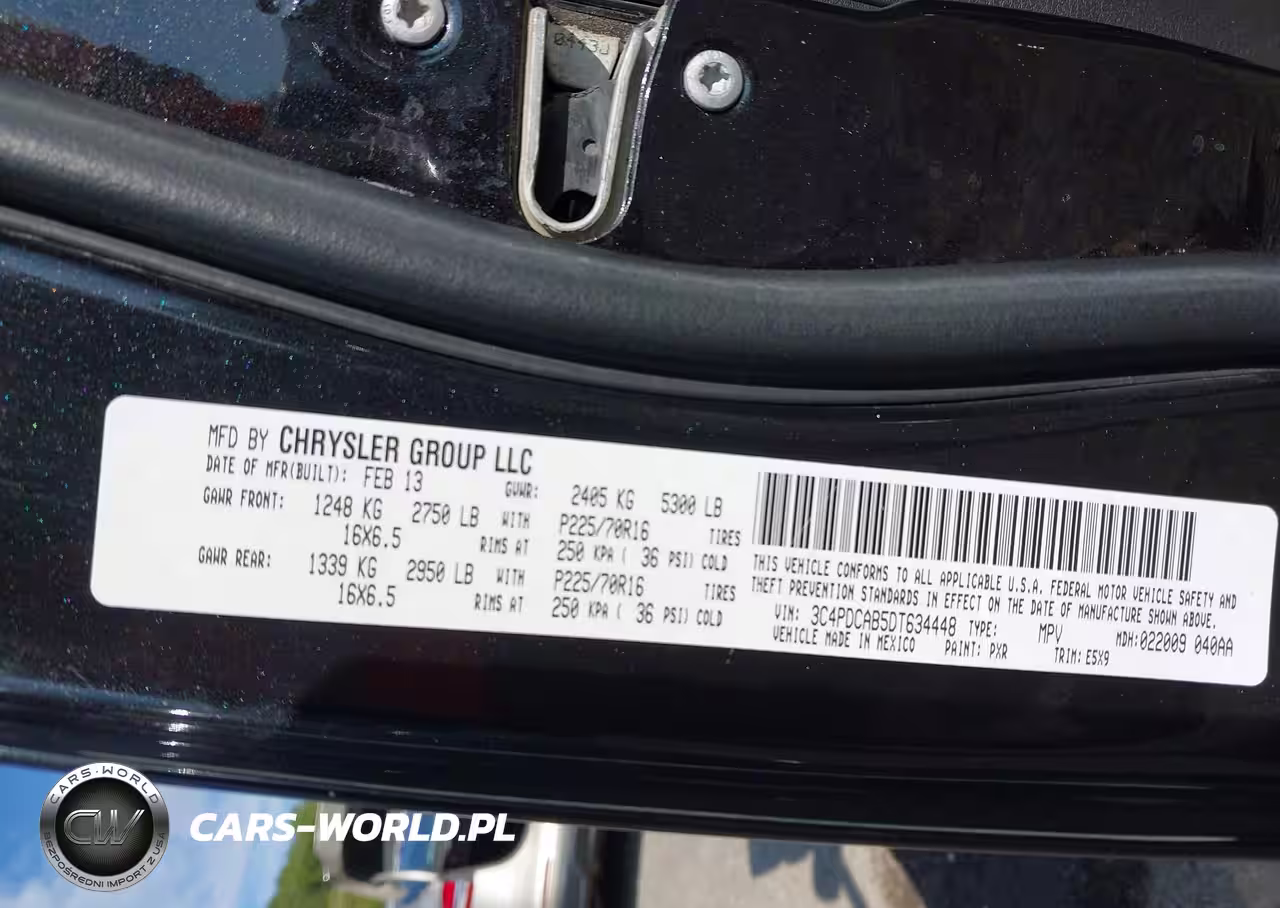 0443J
MFD BY CHRYSLER GROUP LLC
DATE OF MFR(BUILT): FEB 13 GVWR: 2405 KG 5300 LB
GAWR FRONT: 1248 KG 2750 LB WITH P225/70R16 TIRES
16X6.5 RIMS AT 250 KPA ( 36 PSI) COLD
GAWR REAR: 1339 KG 2950 LB WITH P225/70R16 TIRES
16X6.5 RIMS AT 250 KPA ( 36 PSI) COLD
THIS VEHICLE CONFORMS TO ALL APPLICABLE U.S.A. FEDERAL MOTOR VEHICLE SAFETY AND
THEFT PREVENTION STANDARDS IN EFFECT ON THE DATE OF MANUFACTURE SHOWN ABOVE.
VIN: 3C4PDCAB5DT634448 TYPE: MPV MDH:022009 040AA
VEHICLE MADE IN MEXICO PAINT: PXR TRIM: E5X9
CARS-WORLD
CW
BEZPOŚREDNI IMPORT Z USA
CARS-WORLD.PL